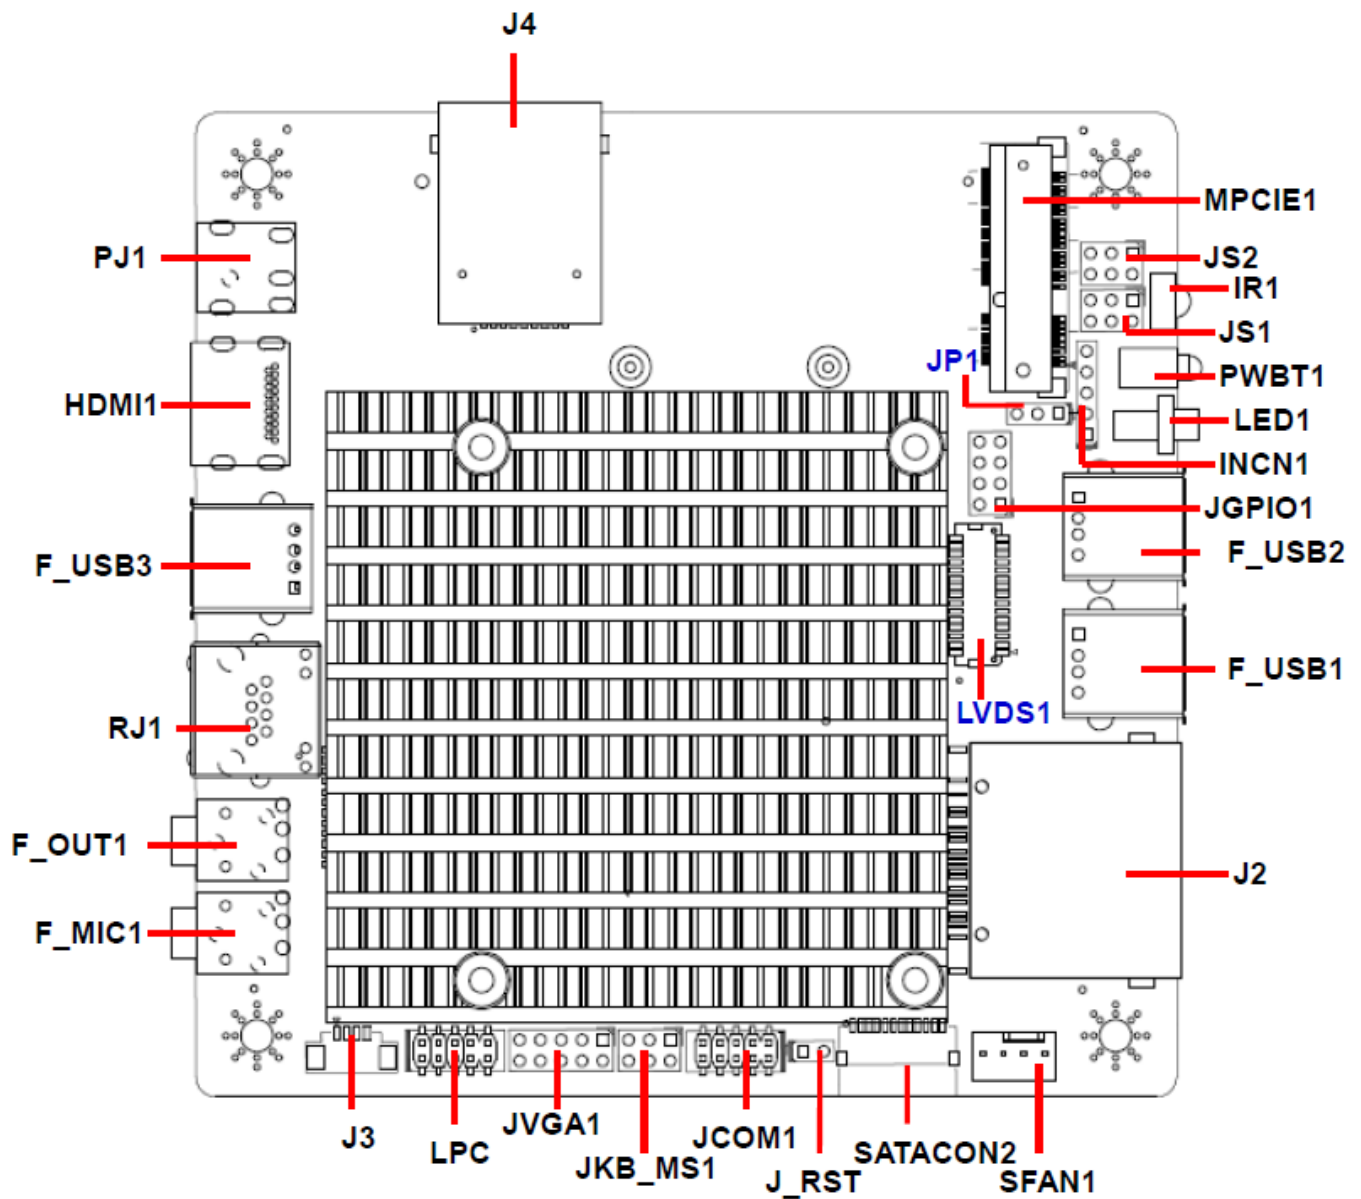 J4
MPCIE1
PJ1
JS2
IR1
JS1
JP1
PWBT1
HDMI1
LED1
INCN1
JGPIO1
F_USB3
F_USB2
F_USB1
LVDS1
RJ1
F_OUT1
J2
F_MIC1
J3
LPC
JVGA1
JKB_MS1
JCOM1
J_RST
SATACON2
SFAN1